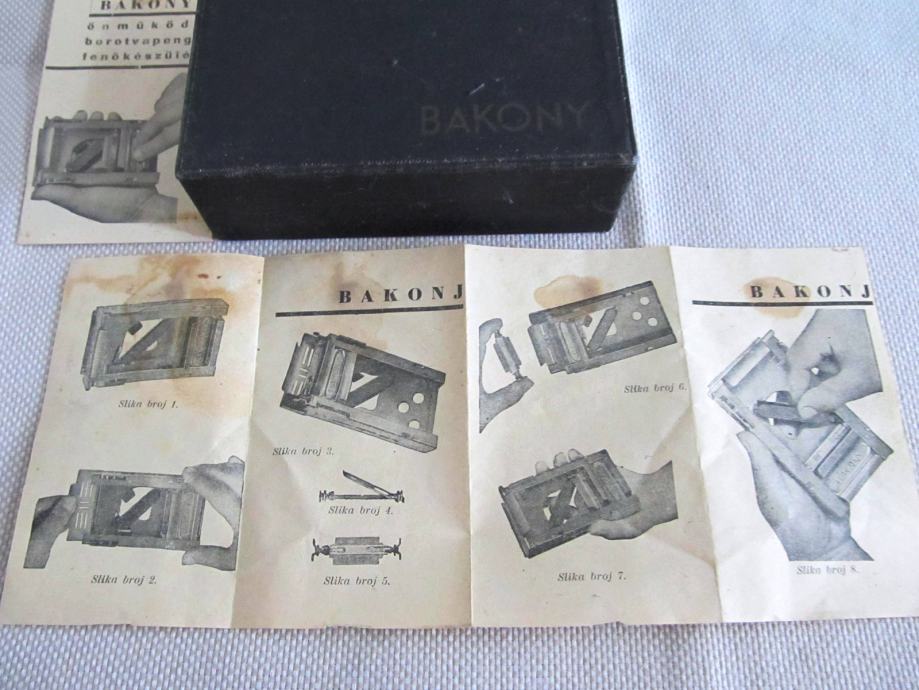 BAKONY
önműköd
borotvapeng
fenőkészülé
BAKONY
BAKONJ
BAKONJ
Slika broj 1.
Slika broj 2.
Slika broj 3.
Slika broj 4.
Slika broj 5.
Slika broj 6.
Slika broj 7.
Slika broj 8.